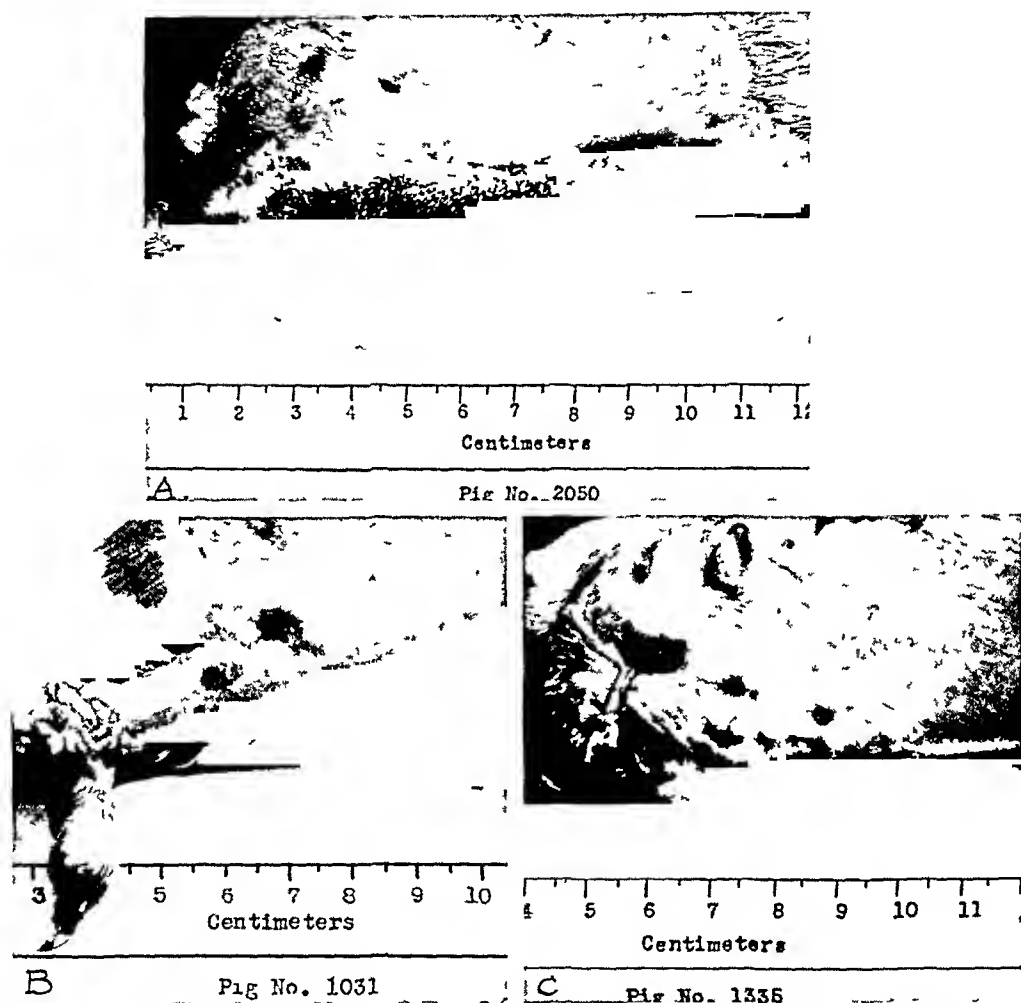 1 2 3 4 5 6 7 8 9 10 11
Centimeters
A. Pig No. 2050
3 5 6 7 8 9 10
Centimeters
B Pig No. 1031
4 5 6 7 8 9 10 11
Centimeters
C Pig No. 1335